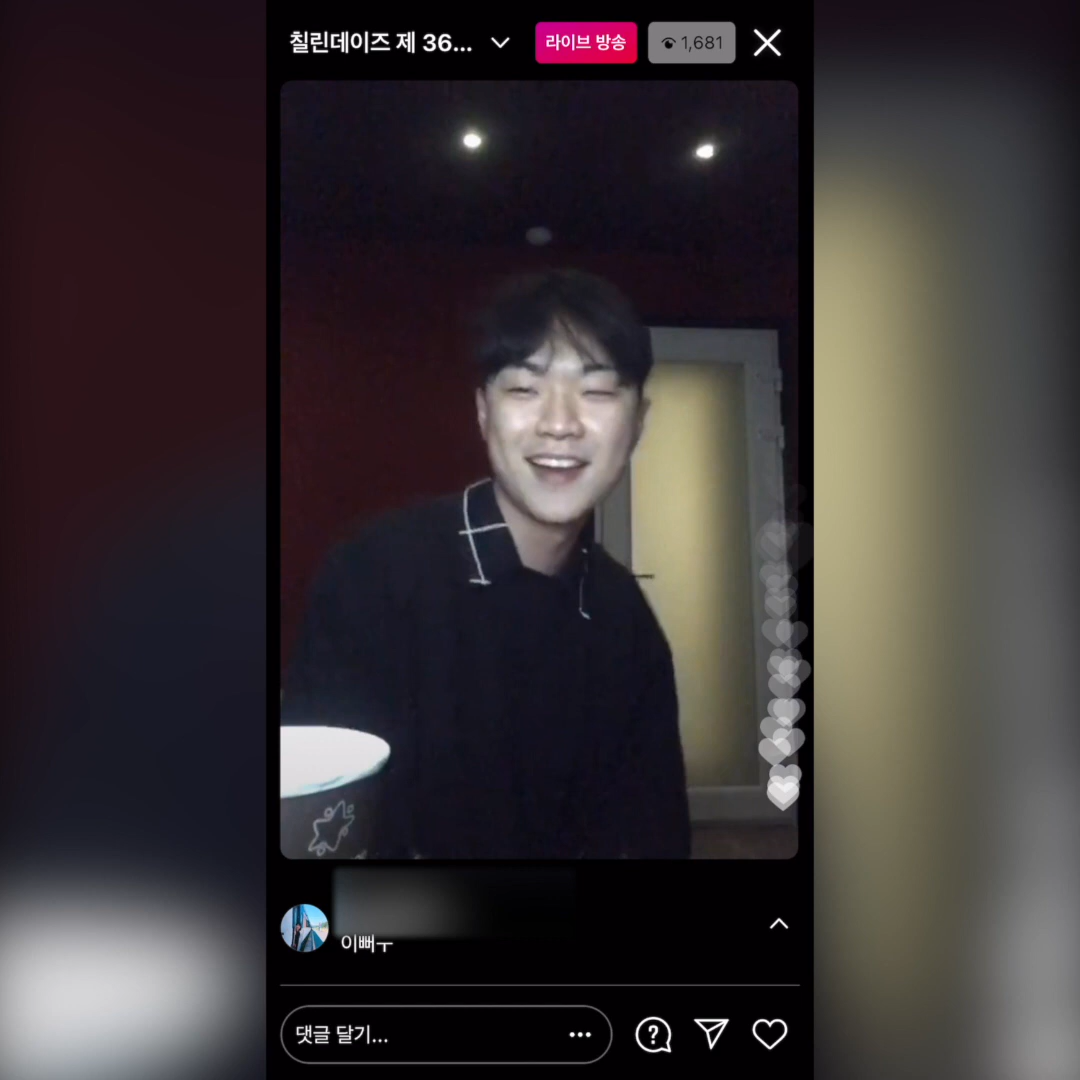 칠린데이즈 제 36...
라이브 방송
1,681
이뻐ㅜ
댓글 달기...